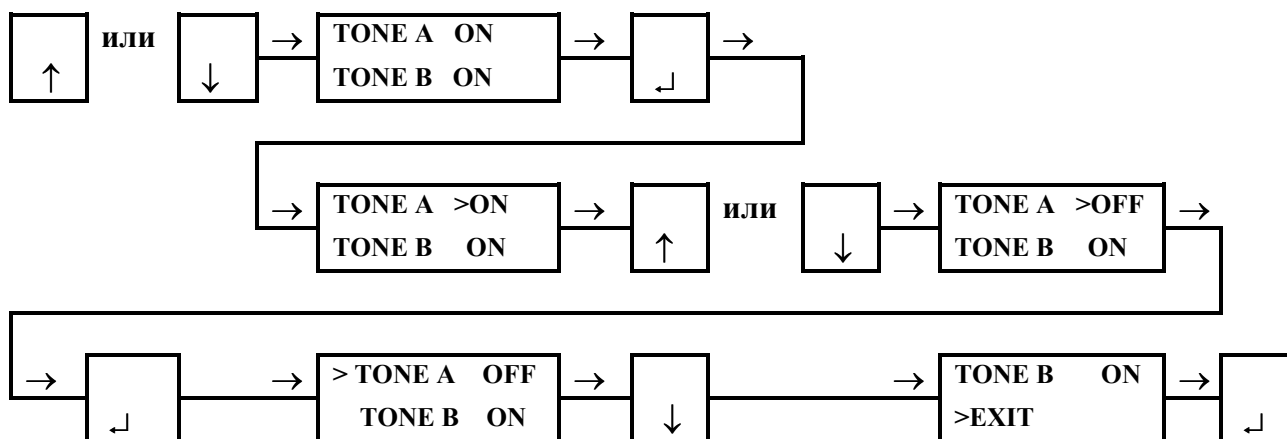 или → TONE A ON → →
↑ ↓ TONE B ON ↵
→ TONE A >ON → или → TONE A >OFF →
TONE B ON ↑ ↓ TONE B ON
→ → > TONE A OFF → → TONE B ON →
↵ TONE B ON ↓ >EXIT ↵